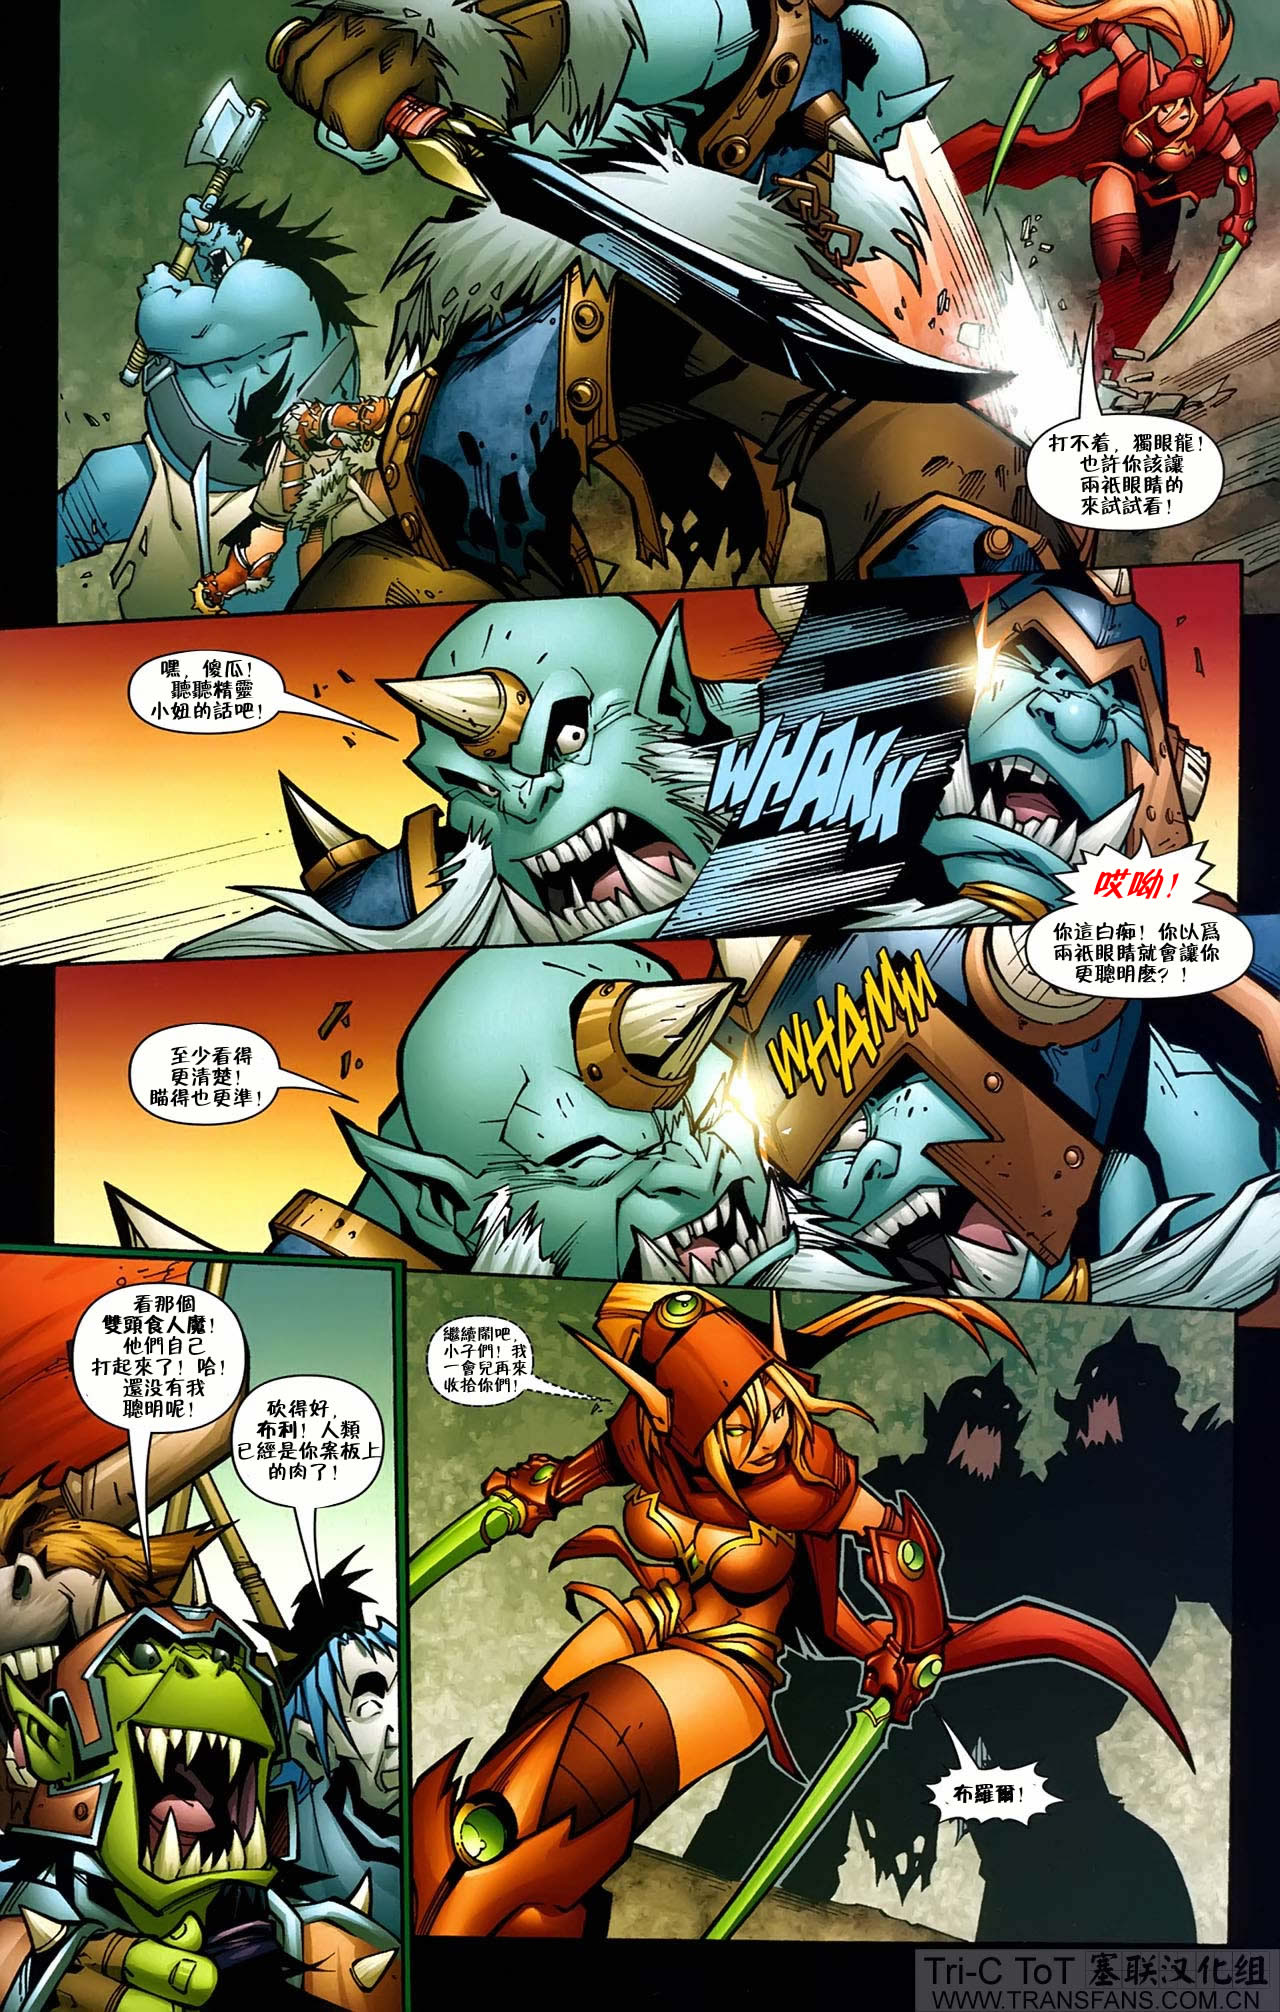 打不着，獨眼龍！
也許你該讓
兩祇眼睛的
來試試看！
嘿，傻瓜！
聽聽精靈
小妞的話吧！
WHAKK
哎呦！
你這白痴！你以爲
兩祇眼睛就會讓你
更聰明麽？！
至少看得
更清楚！
瞄得也更準！
WHAMM
看那個
雙頭食人魔！
他們自己
打起來了！哈！
還没有我
聰明呢！
砍得好，
布利！人類
已經是你案板上
的肉了！
繼續鬧吧，
小子們！我
一會兒再來
收拾你們！
布羅爾！
Tri-C ToT 塞联汉化组
WWW.TRANSFANS.COM.CN